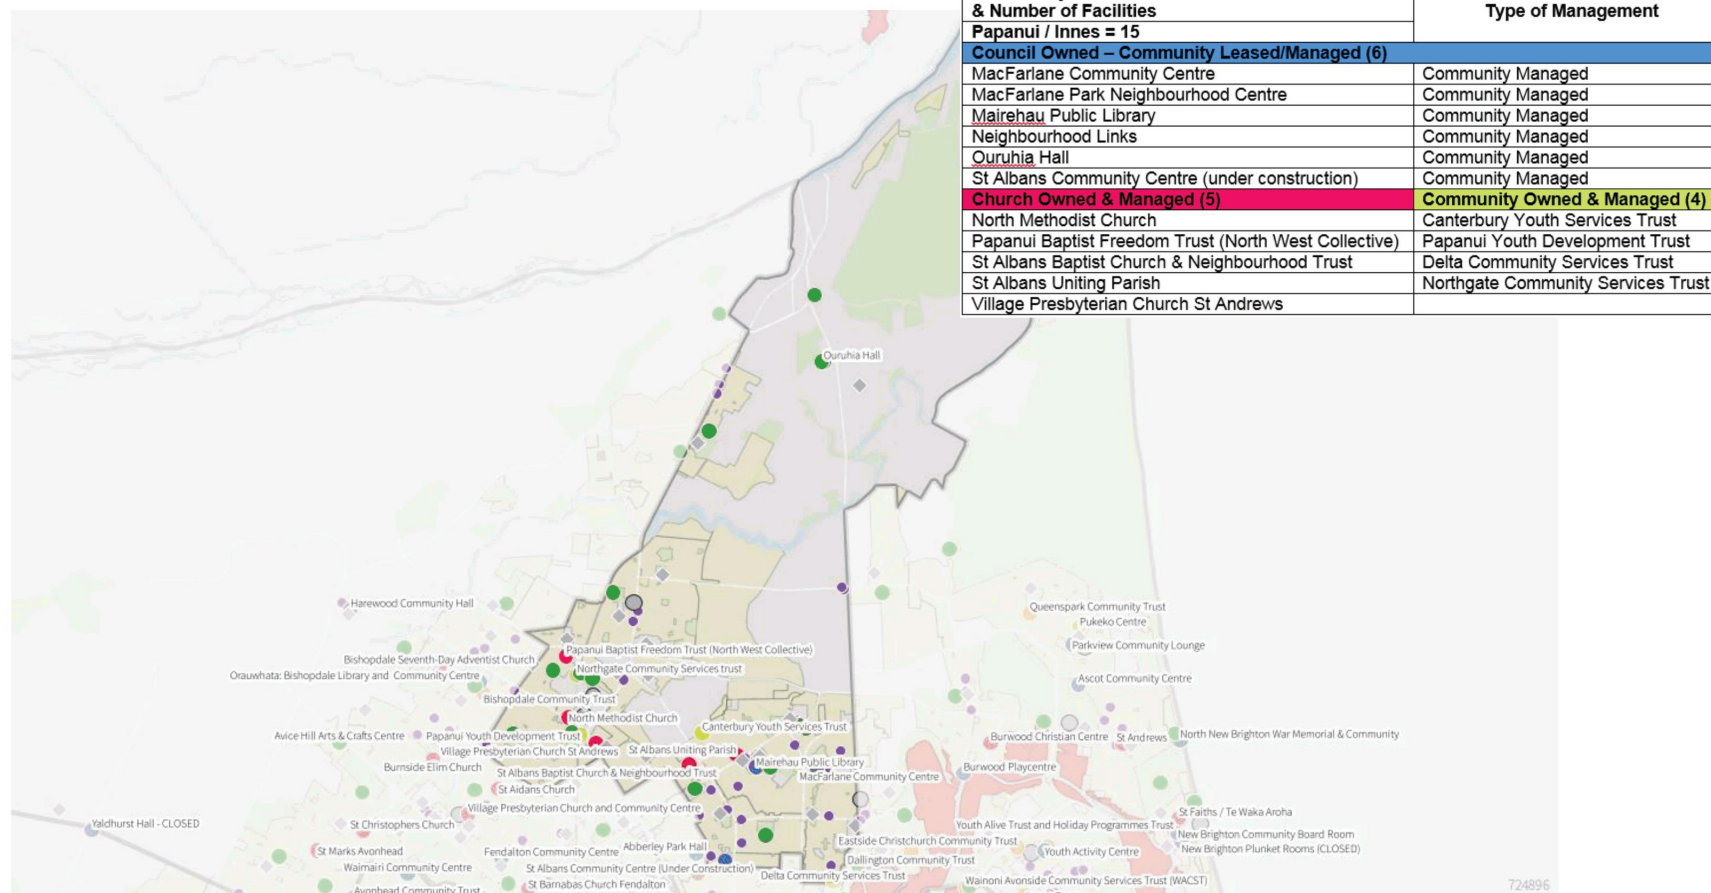 & Number of Facilities
Type of Management
Papanui / Innes = 15
Council Owned – Community Leased/Managed (6)
MacFarlane Community Centre Community Managed
MacFarlane Park Neighbourhood Centre Community Managed
Mairehau Public Library Community Managed
Neighbourhood Links Community Managed
Ouruhia Hall Community Managed
St Albans Community Centre (under construction) Community Managed
Church Owned & Managed (5) Community Owned & Managed (4)
North Methodist Church Canterbury Youth Services Trust
Papanui Baptist Freedom Trust (North West Collective) Papanui Youth Development Trust
St Albans Baptist Church & Neighbourhood Trust Delta Community Services Trust
St Albans Uniting Parish Northgate Community Services Trust
Village Presbyterian Church St Andrews
Ouruhia Hall
Harewood Community Hall
Queenspark Community Trust
Pukeko Centre
Parkview Community Lounge
Papanui Baptist Freedom Trust (North West Collective)
Bishopdale Seventh-Day Adventist Church
Northgate Community Services trust
Orauwhata: Bishopdale Library and Community Centre
Ascot Community Centre
Bishopdale Community Trust
North Methodist Church
Canterbury Youth Services Trust
Avice Hill Arts & Crafts Centre
Papanui Youth Development Trust
Burwood Christian Centre
St Andrews
North New Brighton War Memorial & Community
Village Presbyterian Church St Andrews
St Albans Uniting Parish
Mairehau Public Library
Burnside Elim Church
St Albans Baptist Church & Neighbourhood Trust
MacFarlane Community Centre
Burwood Playcentre
St Aidans Church
Village Presbyterian Church and Community Centre
St Faiths / Te Waka Aroha
Yaldhurst Hall - CLOSED
St Christophers Church
Youth Alive Trust and Holiday Programmes Trust
New Brighton Community Board Room
New Brighton Plunket Rooms (CLOSED)
Eastside Christchurch Community Trust
Abberley Park Hall
St Marks Avonhead
Fendalton Community Centre
Youth Activity Centre
Dallington Community Trust
Waimairi Community Centre
St Albans Community Centre (Under Construction)
Delta Community Services Trust
Wainoni Avonside Community Services Trust (WACST)
St Barnabas Church Fendalton
Avonhead Community Trust
724896